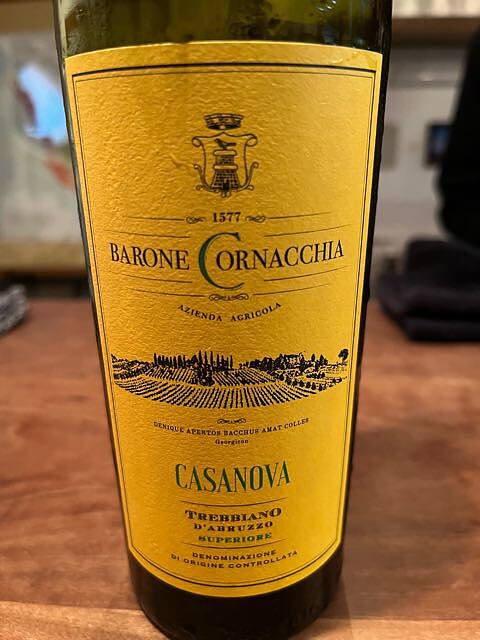 1577
BARONE CORNACCHIA
AZIENDA AGRICOLA
DENIQUE APERTOS BACCHUS AMAT COLLES
Georgicon
CASANOVA
TREBBIANO
D'ABRUZZO
SUPERIORE
DENOMINAZIONE
DI ORIGINE CONTROLLATA